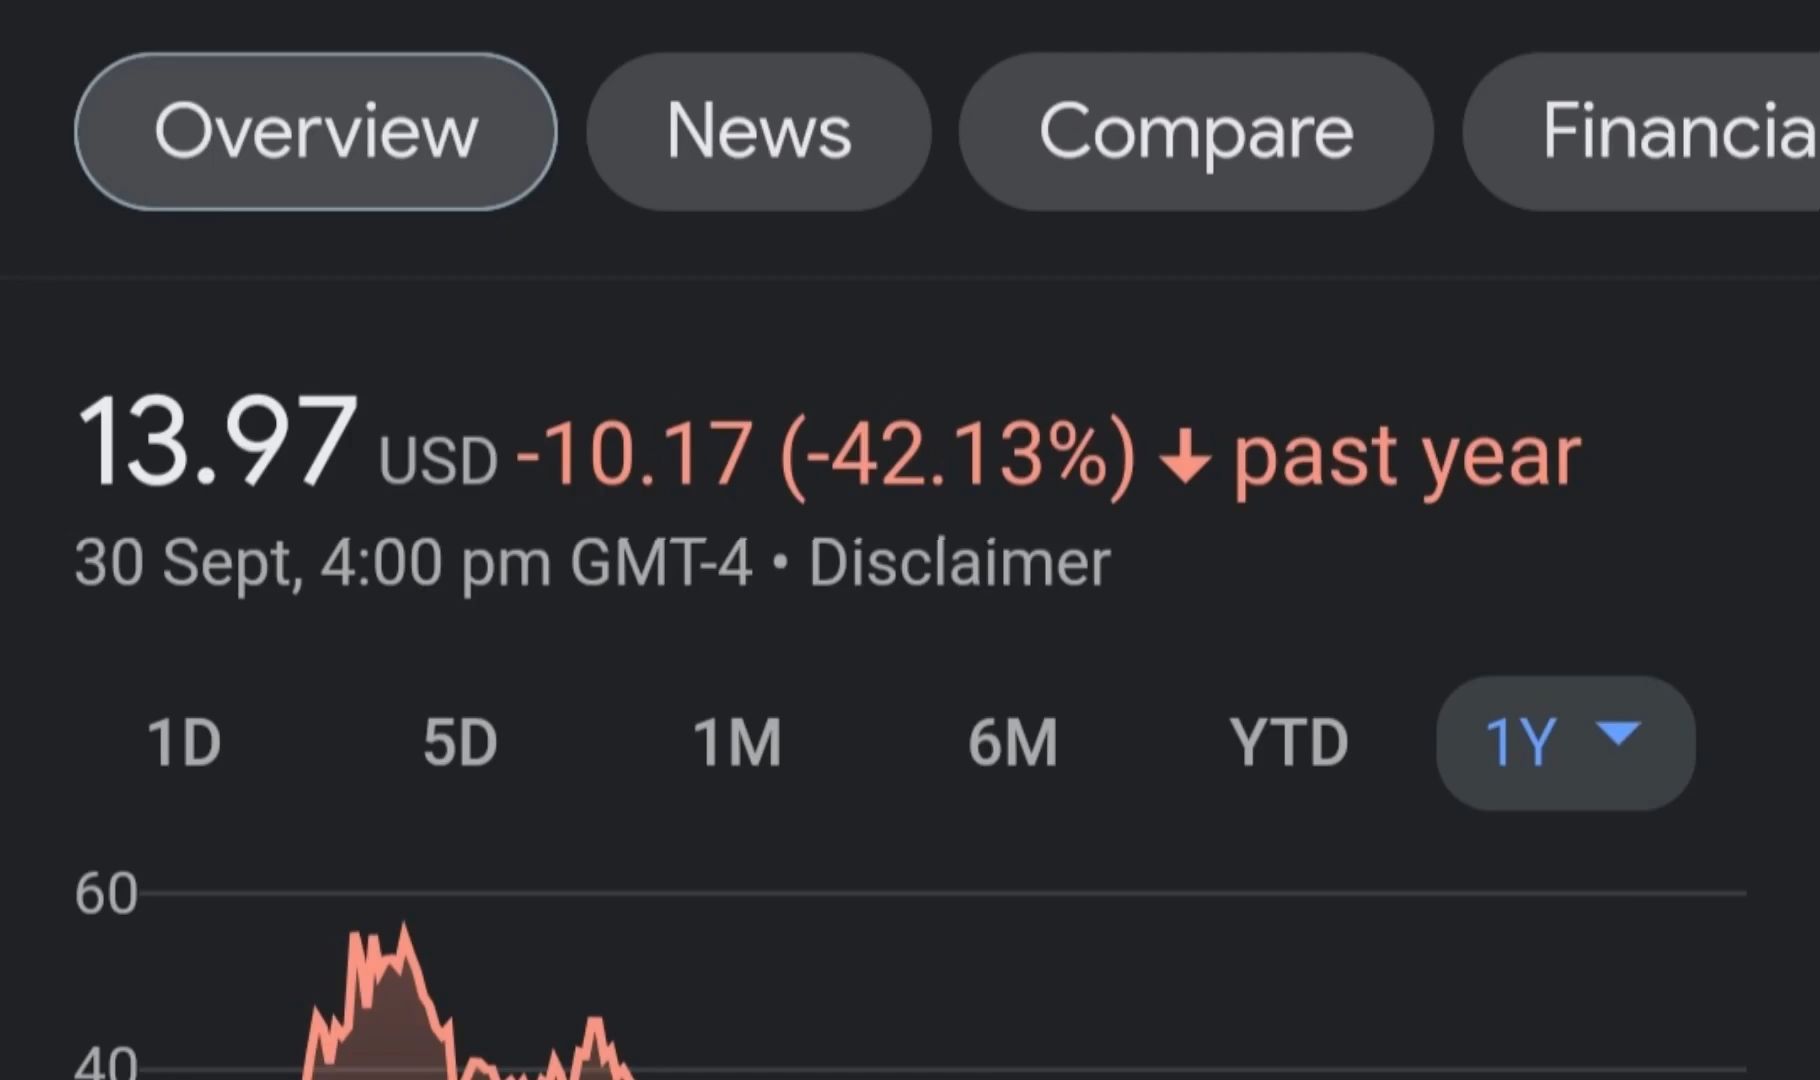 Overview News Compare Financia
13.97 USD -10.17 (-42.13%) ↓ past year
30 Sept, 4:00 pm GMT-4 • Disclaimer
1D 5D 1M 6M YTD 1Y
60
40